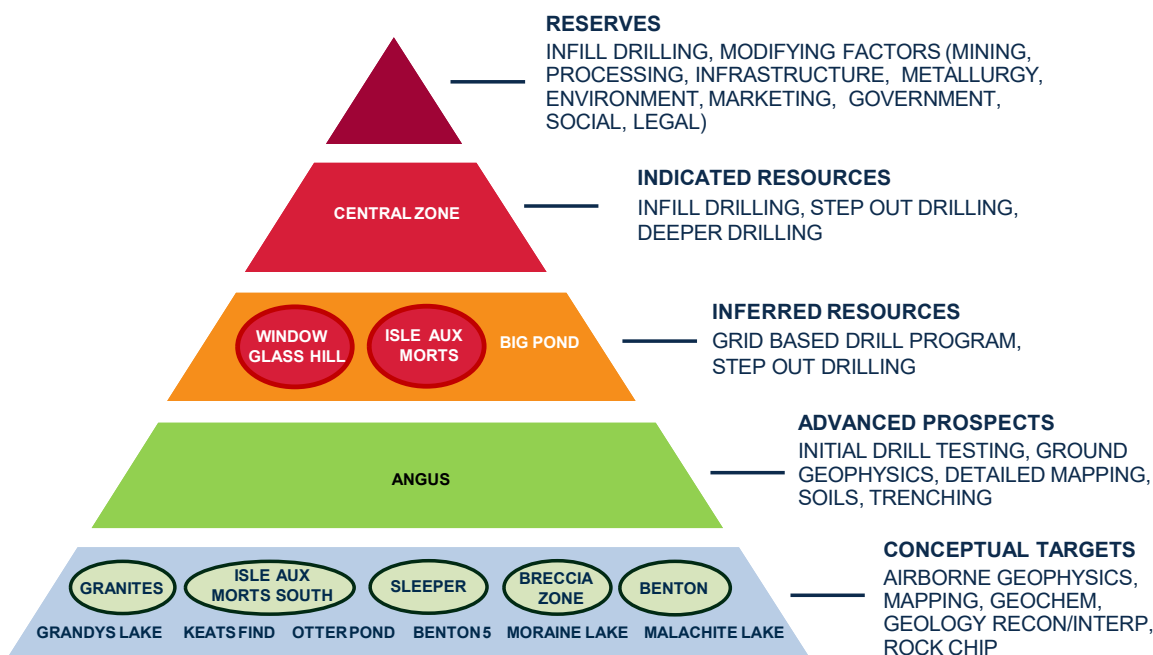 RESERVES
INFILL DRILLING, MODIFYING FACTORS (MINING,
PROCESSING, INFRASTRUCTURE, METALLURGY,
ENVIRONMENT, MARKETING, GOVERNMENT,
SOCIAL, LEGAL)
INDICATED RESOURCES
INFILL DRILLING, STEP OUT DRILLING,
DEEPER DRILLING
CENTRAL ZONE
INFERRED RESOURCES
GRID BASED DRILL PROGRAM,
STEP OUT DRILLING
WINDOW
GLASS HILL
ISLE AUX
MORTS
BIG POND
ADVANCED PROSPECTS
INITIAL DRILL TESTING, GROUND
GEOPHYSICS, DETAILED MAPPING,
SOILS, TRENCHING
ANGUS
CONCEPTUAL TARGETS
AIRBORNE GEOPHYSICS,
MAPPING, GEOCHEM,
GEOLOGY RECON/INTERP,
ROCK CHIP
GRANITES
ISLE AUX
MORTS SOUTH
SLEEPER
BRECCIA
ZONE
BENTON
GRANDYS LAKE
KEATS FIND
OTTER POND
BENTON 5
MORAINE LAKE
MALACHITE LAKE